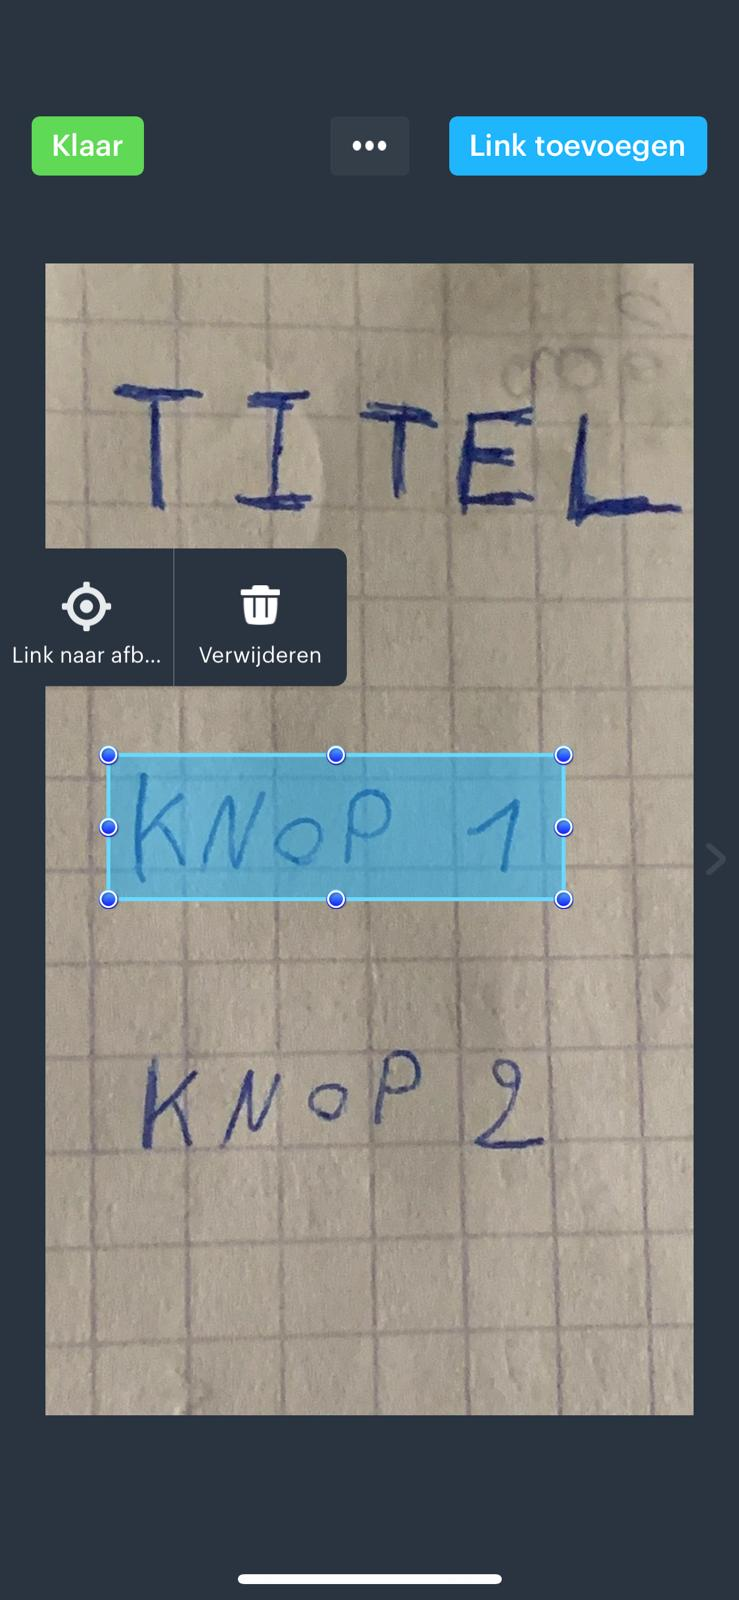 Klaar ••• Link toevoegen
TITEL
Link naar afb... Verwijderen
KNOP 1
KNOP 2